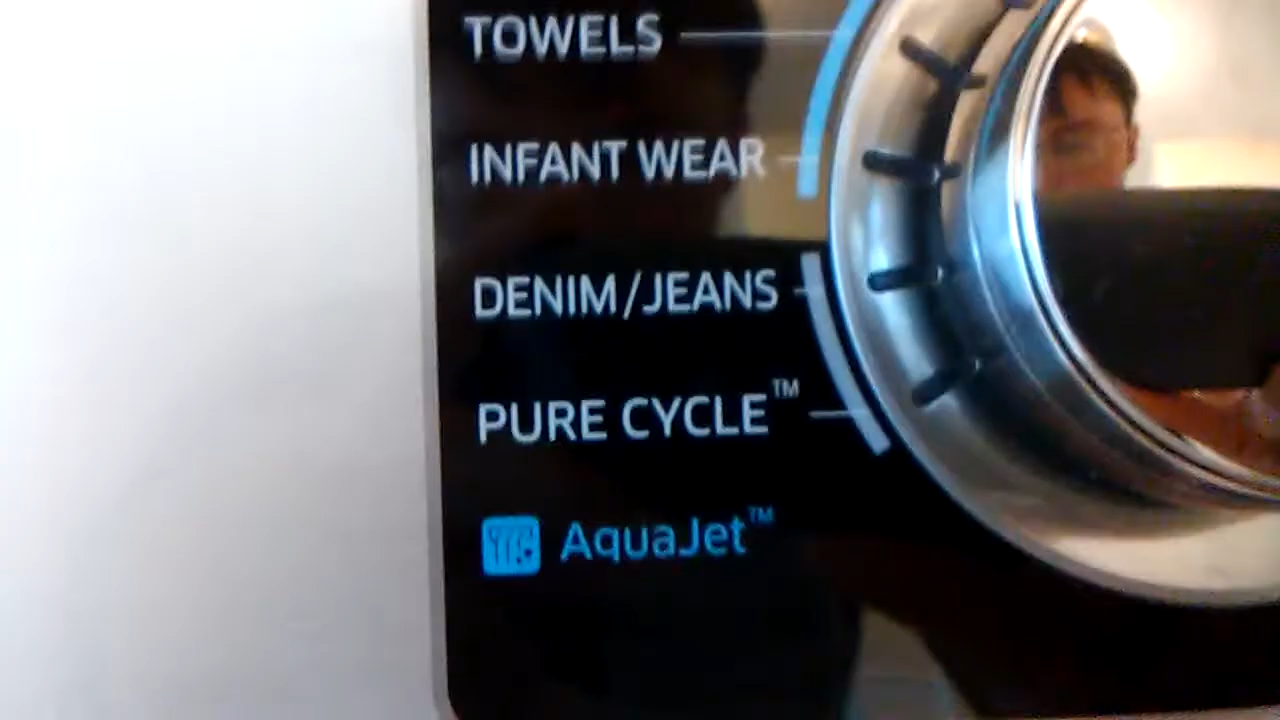 TOWELS
INFANT WEAR
DENIM/JEANS
PURE CYCLE™
AquaJet™